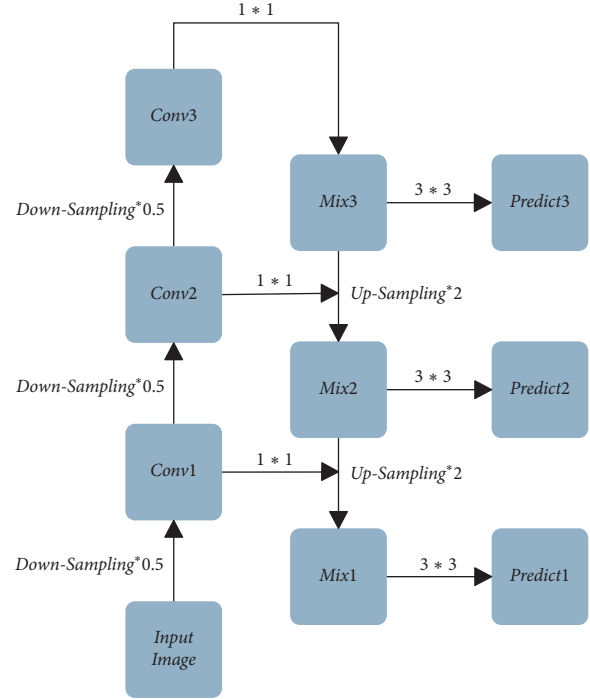 1 * 1
Conv3
Mix3
3 * 3
Predict3
Down-Sampling*0.5
Conv2
1 * 1
Up-Sampling*2
Mix2
3 * 3
Predict2
Down-Sampling*0.5
Conv1
1 * 1
Up-Sampling*2
Mix1
3 * 3
Predict1
Down-Sampling*0.5
Input
Image